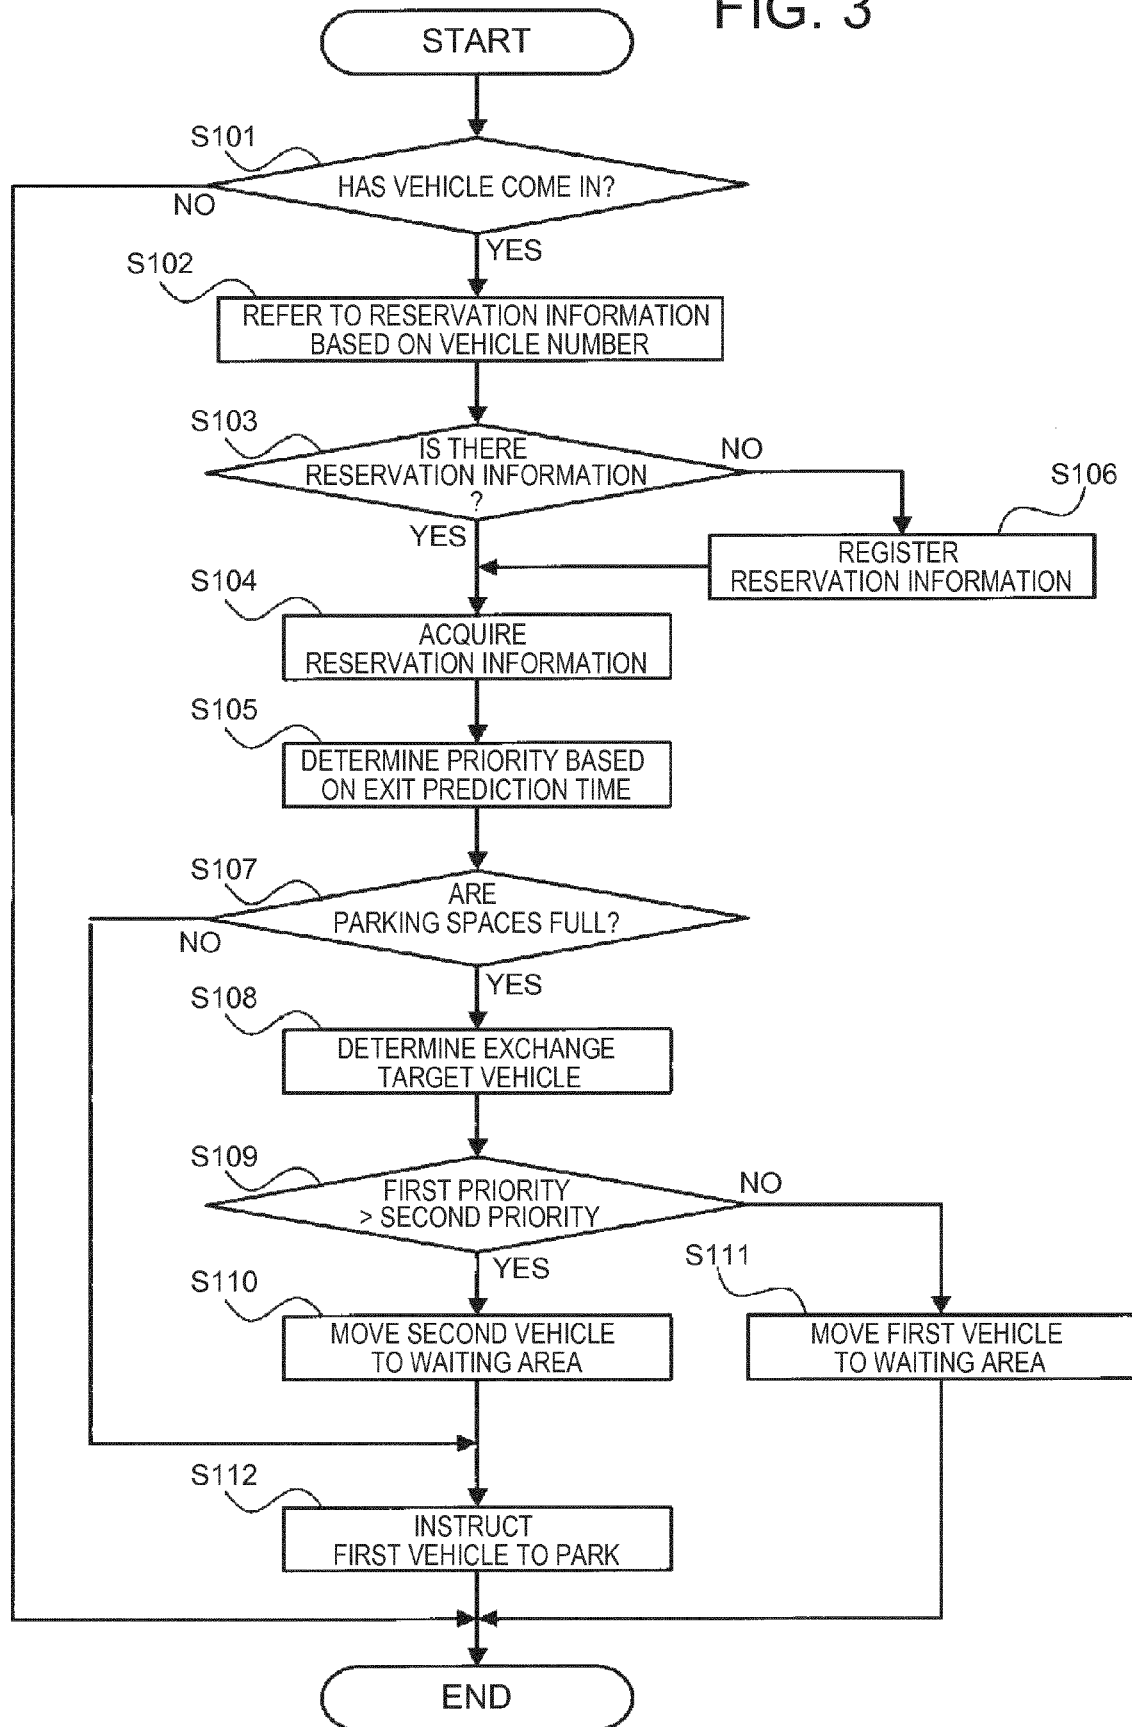 FIG. 3
START
S101
HAS VEHICLE COME IN?
NO
YES
S102
REFER TO RESERVATION INFORMATION
BASED ON VEHICLE NUMBER
S103
IS THERE
RESERVATION INFORMATION
?
NO
YES
S106
REGISTER
RESERVATION INFORMATION
S104
ACQUIRE
RESERVATION INFORMATION
S105
DETERMINE PRIORITY BASED
ON EXIT PREDICTION TIME
S107
ARE
PARKING SPACES FULL?
NO
YES
S108
DETERMINE EXCHANGE
TARGET VEHICLE
S109
FIRST PRIORITY
> SECOND PRIORITY
NO
YES
S110
MOVE SECOND VEHICLE
TO WAITING AREA
S111
MOVE FIRST VEHICLE
TO WAITING AREA
S112
INSTRUCT
FIRST VEHICLE TO PARK
END